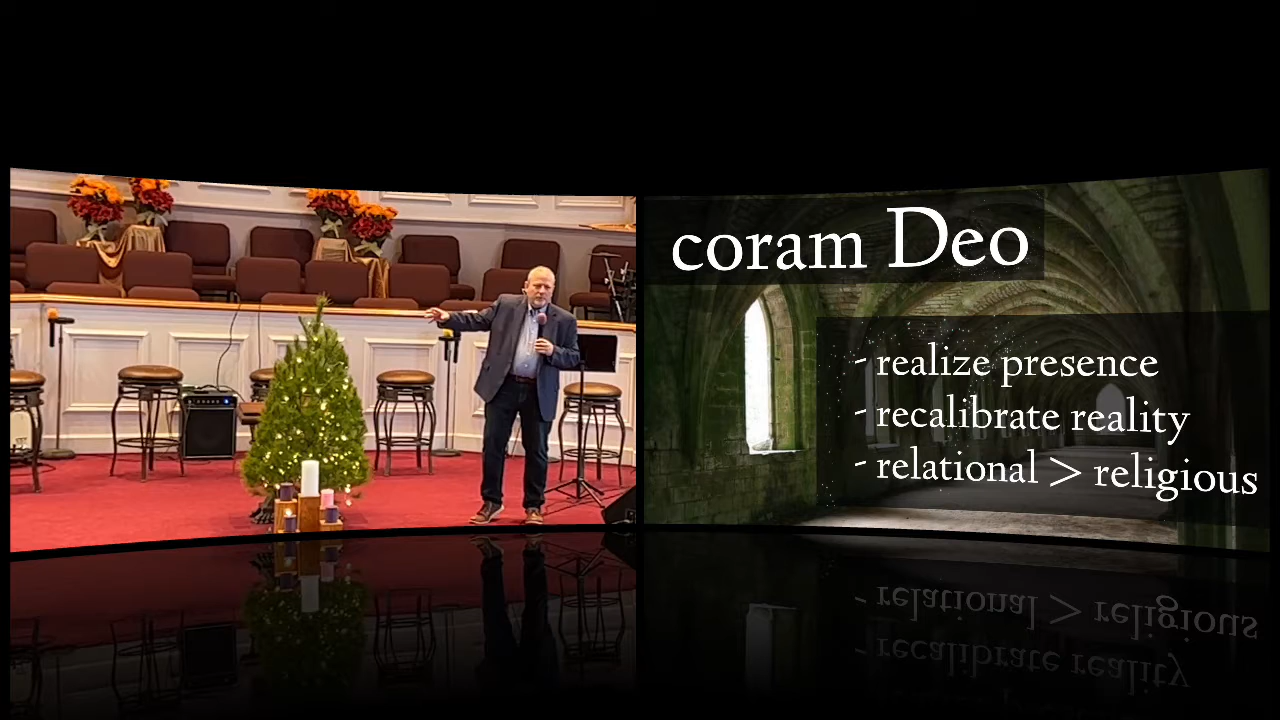 coram Deo
- realize presence
- recalibrate reality
- relational > religious